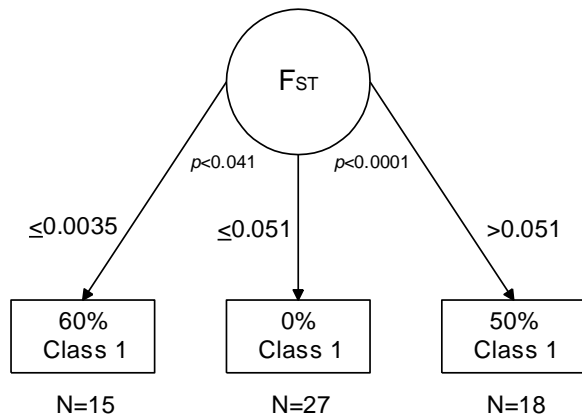 FST
p<0.041
p<0.0001
≤0.0035
≤0.051
>0.051
60%
Class 1
0%
Class 1
50%
Class 1
N=15
N=27
N=18